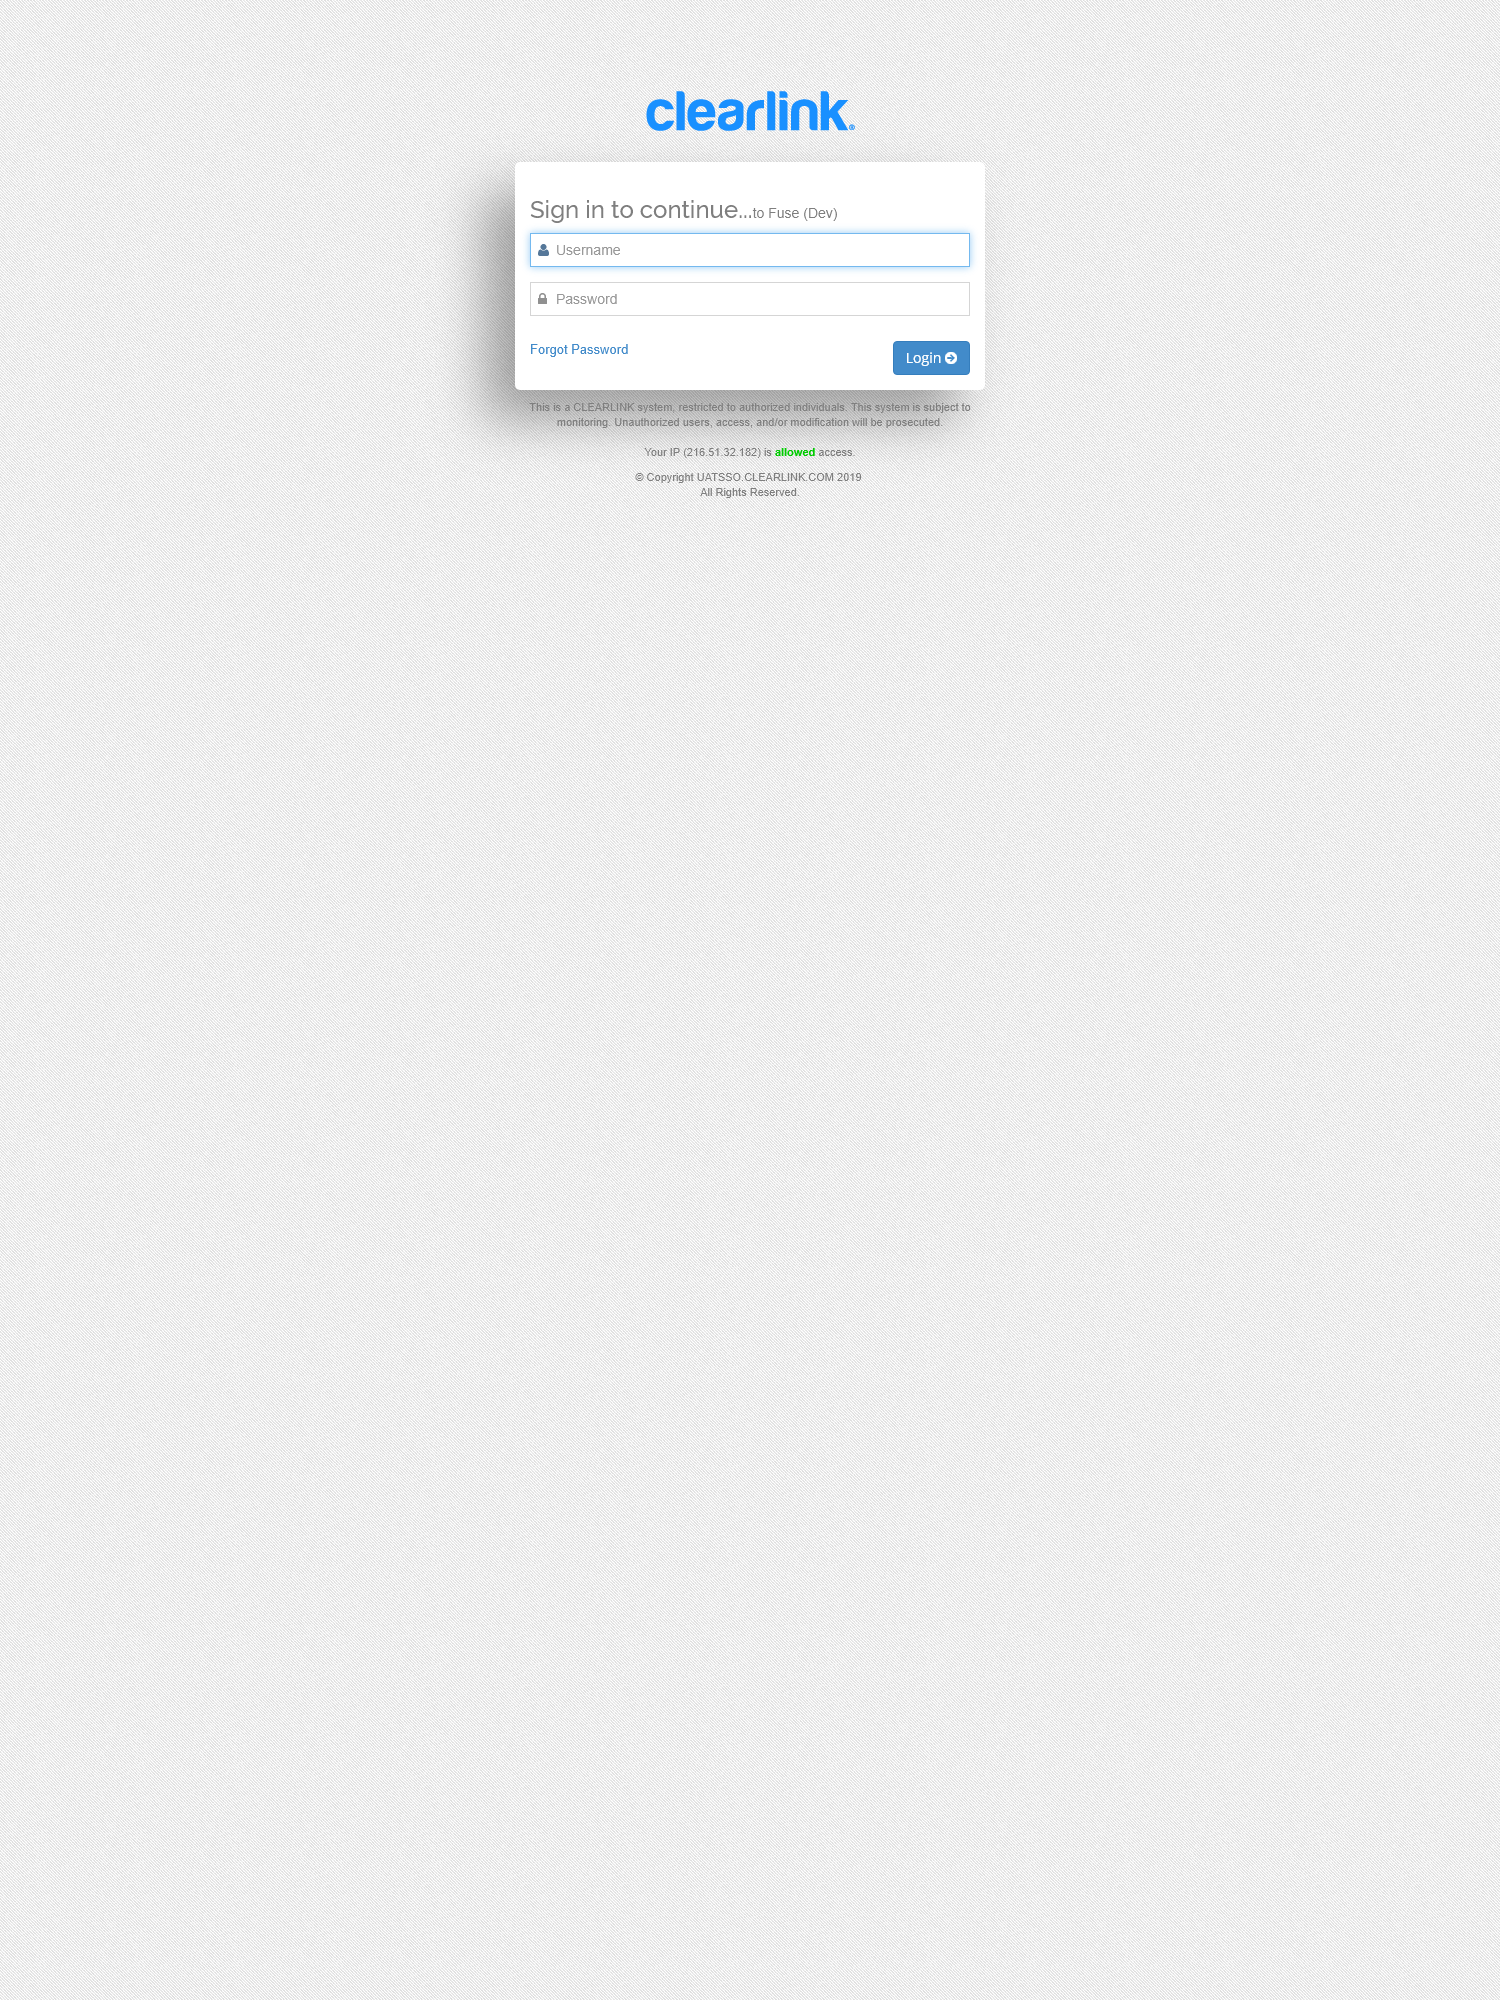 clearlink®
Sign in to continue...to Fuse (Dev)
Username
Password
Forgot Password
Login
This is a CLEARLINK system, restricted to authorized individuals. This system is subject to
monitoring. Unauthorized users, access, and/or modification will be prosecuted.
Your IP (216.51.32.182) is allowed access.
© Copyright UATSSO.CLEARLINK.COM 2019
All Rights Reserved.